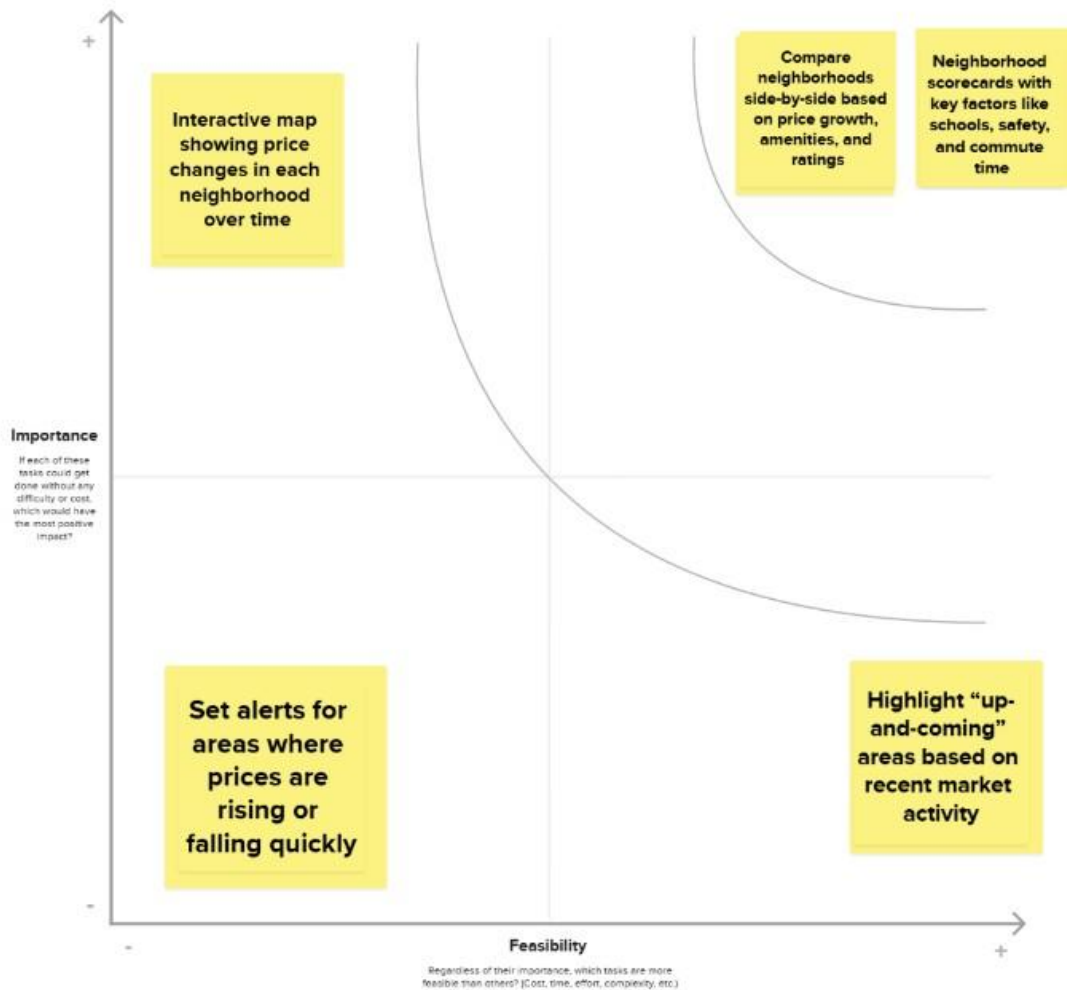 +
Interactive map
showing price
changes in each
neighborhood
over time
Compare
neighborhoods
side-by-side based
on price growth,
amenities, and
ratings
Neighborhood
scorecards with
key factors like
schools, safety,
and commute
time
Importance
If each of these
tasks could get
done without any
difficulty or cost,
which would have
the most positive
impact?
Set alerts for
areas where
prices are
rising or
falling quickly
Highlight “up-
and-coming”
areas based on
recent market
activity
-
-
Feasibility
+
Regardless of their importance, which tasks are more
feasible than others? (Cost, time, effort, complexity, etc.)